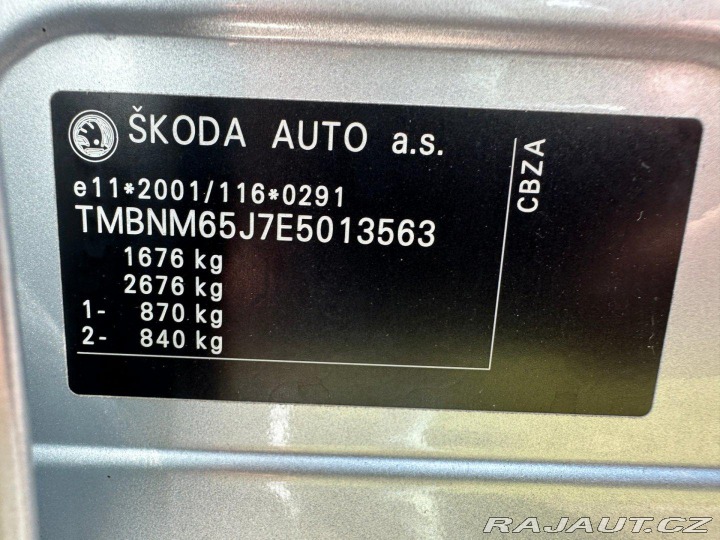 ŠKODA AUTO a.s.
e11*2001/116*0291
TMBNM65J7E5013563
1676 kg
2676 kg
1- 870 kg
2- 840 kg
CBZA
RAJAUT.CZ